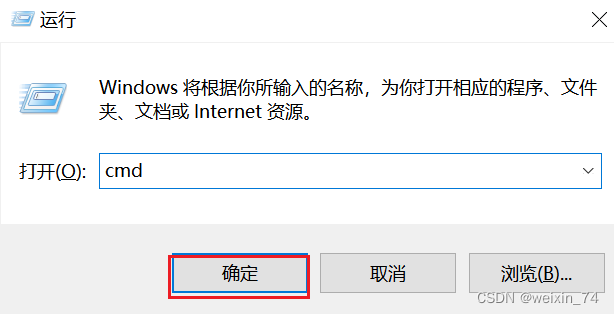 运行
Windows 将根据你所输入的名称，为你打开相应的程序、文件
夹、文档或 Internet 资源。
打开(O): cmd
确定 取消 浏览(B)...
CSDN @weixin_74